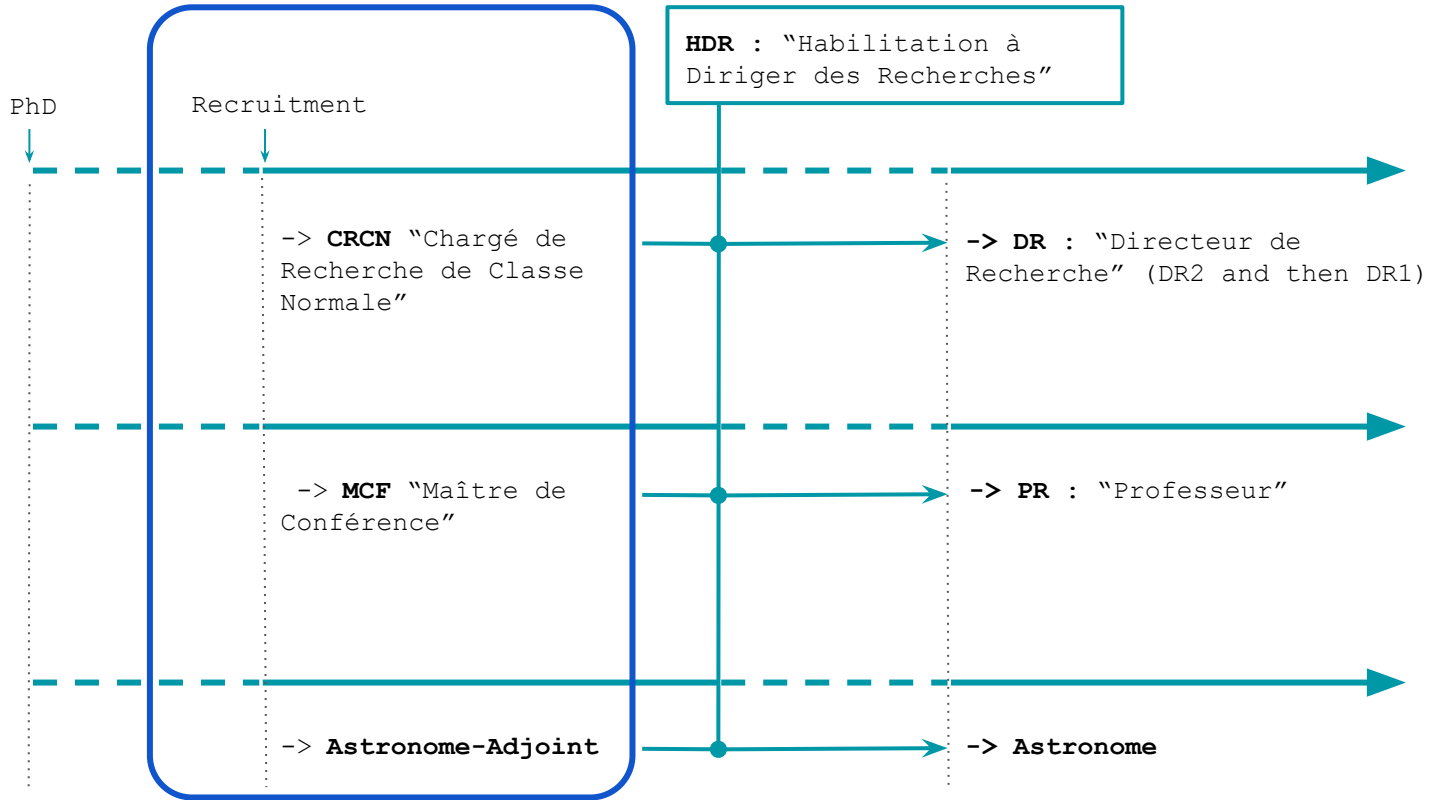 HDR : “Habilitation à
Diriger des Recherches”
PhD
Recruitment
-> CRCN “Chargé de
Recherche de Classe
Normale”
-> DR : “Directeur de
Recherche” (DR2 and then DR1)
-> MCF “Maître de
Conférence”
-> PR : “Professeur”
-> Astronome-Adjoint
-> Astronome